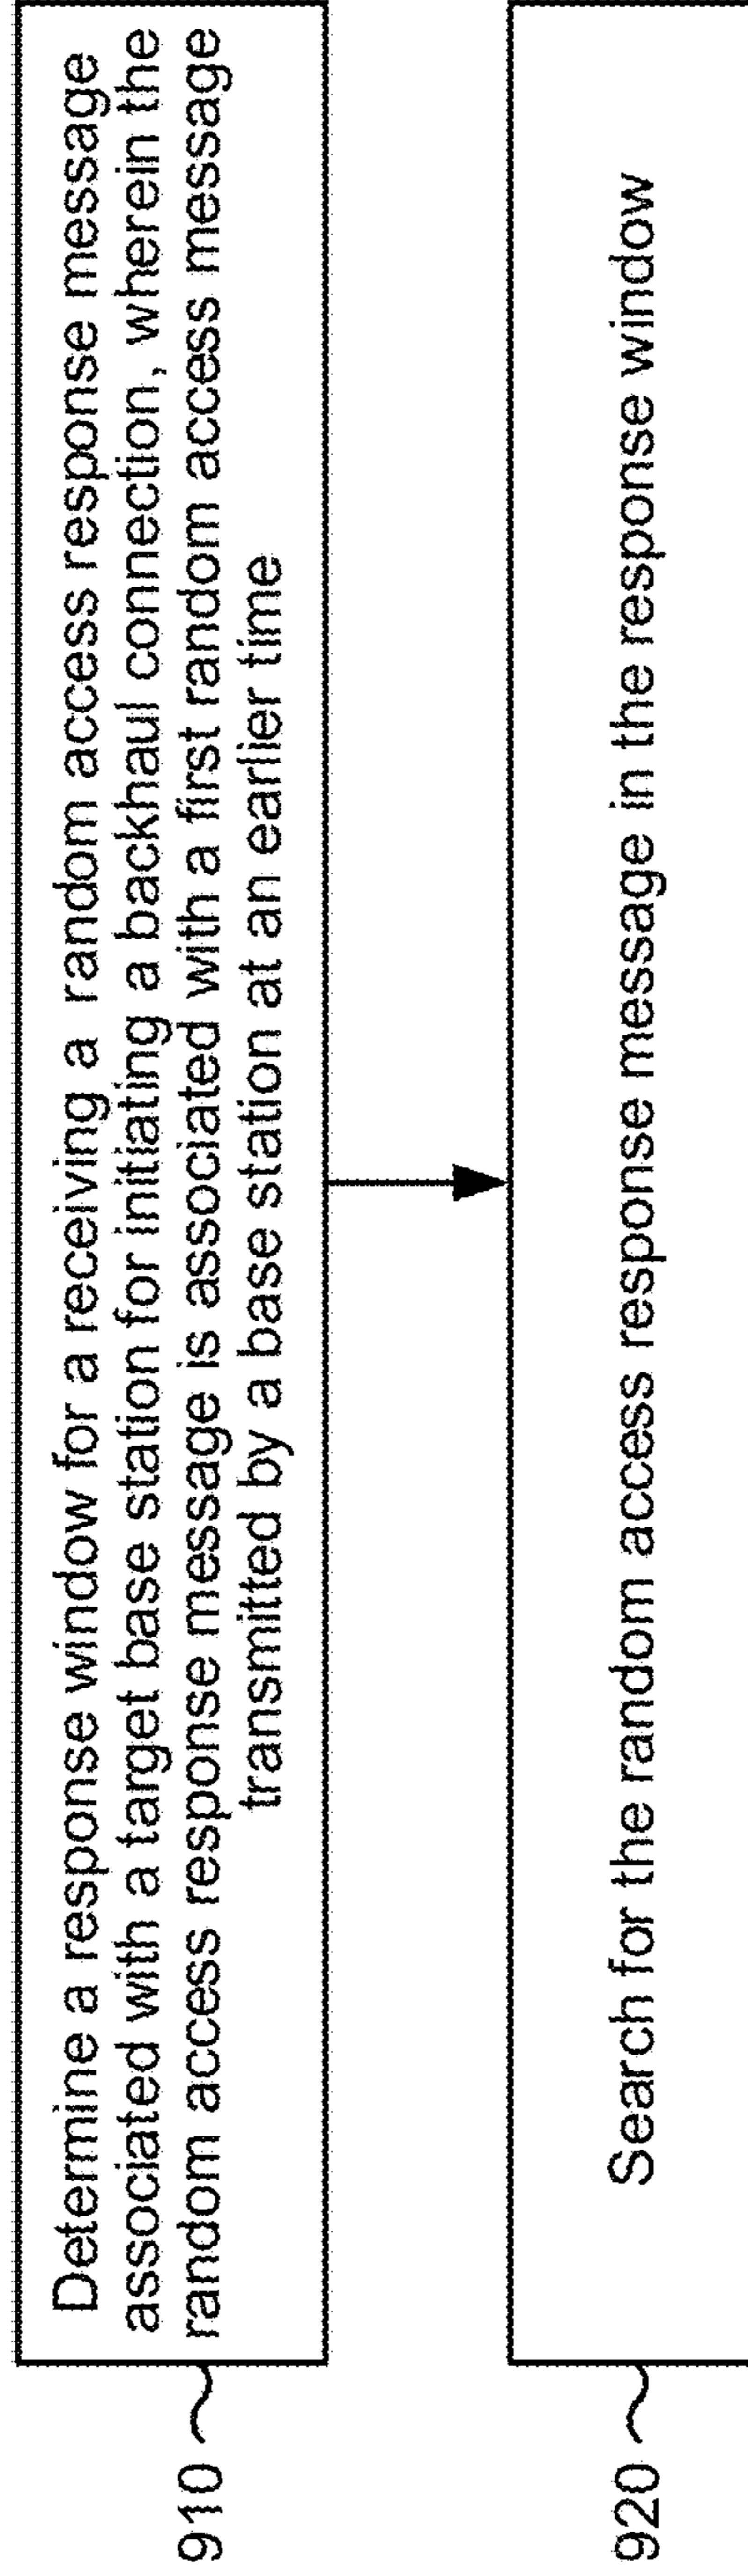 Determine a response window for a receiving a random access response message
associated with a target base station for initiating a backhaul connection, wherein the
random access response message is associated with a first random access message
transmitted by a base station at an earlier time
910
Search for the random access response message in the response window
920